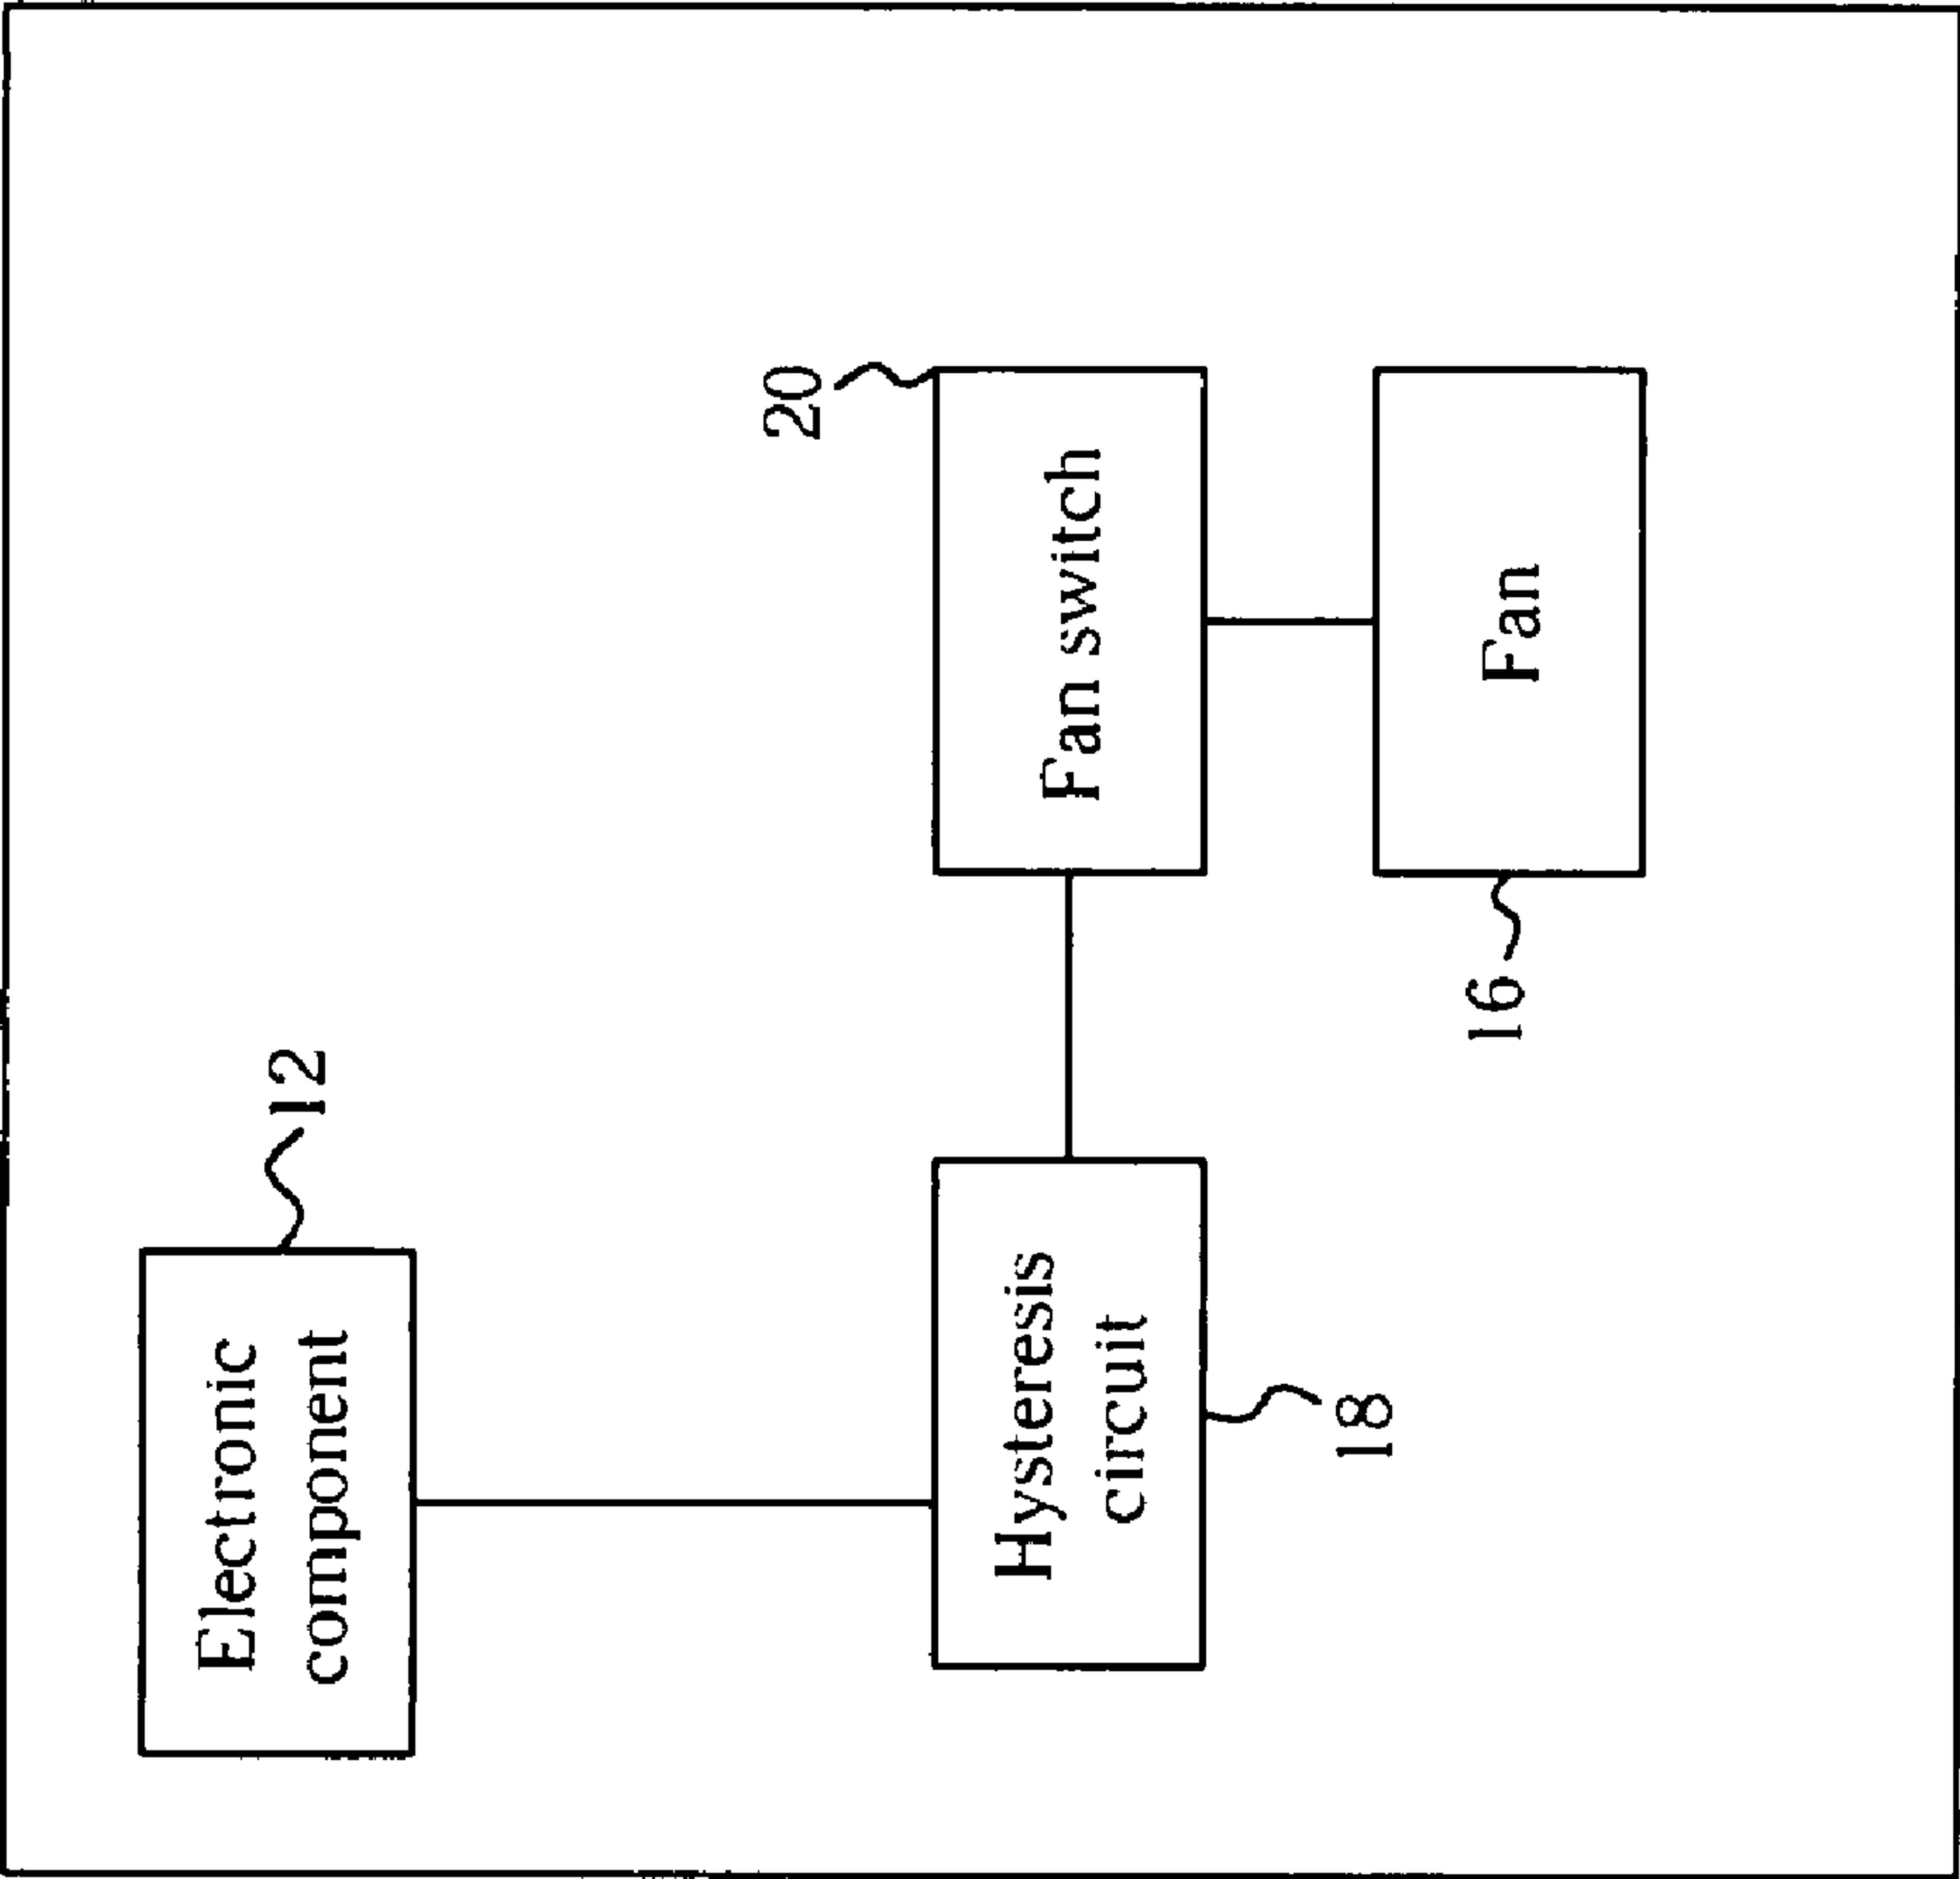 Electronic
component
12
Hysteresis
circuit
18
20
Fan switch
Fan
16